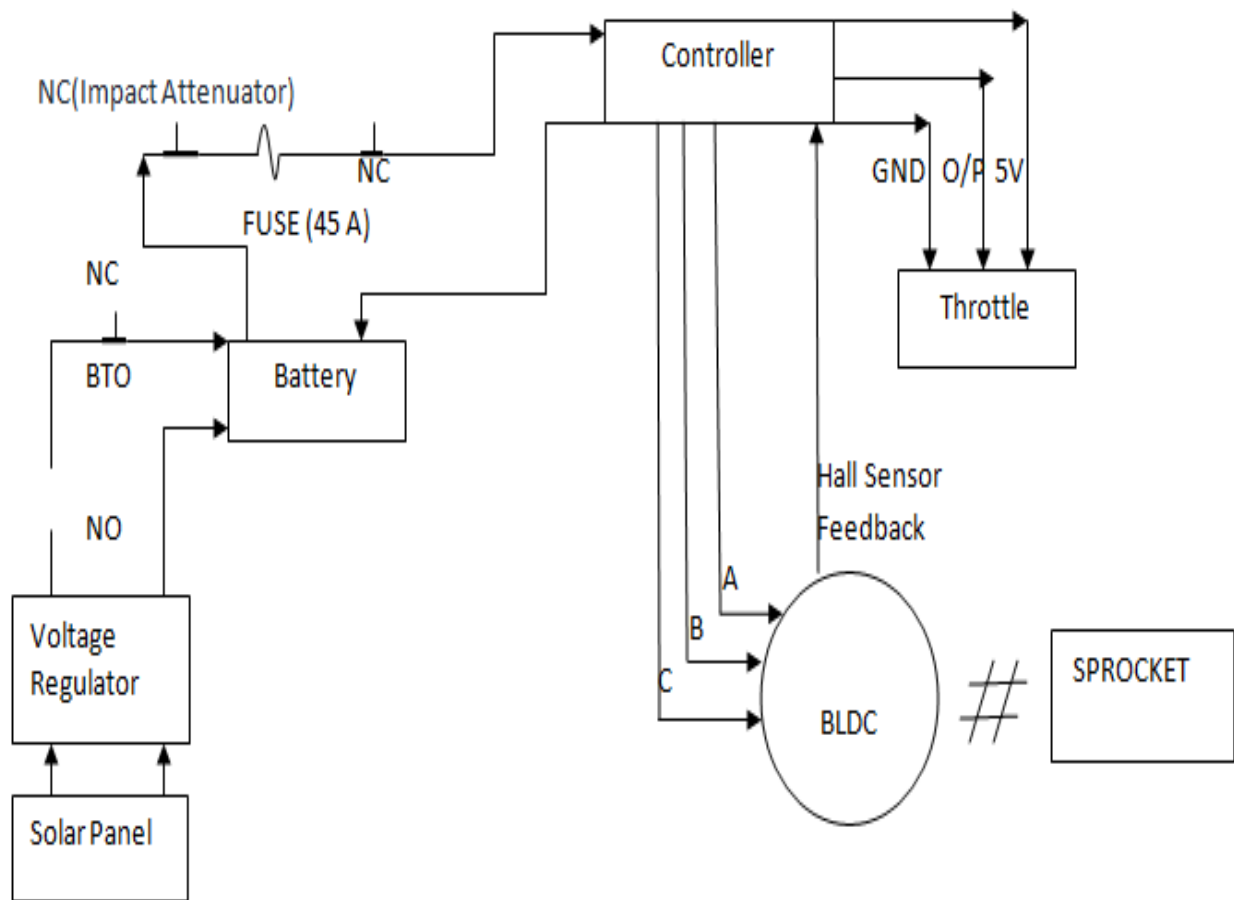 Controller
NC(Impact Attenuator)
NC
GND O/P 5V
FUSE (45 A)
NC
Throttle
BTO
Battery
Hall Sensor
Feedback
NO
A
B
Voltage
Regulator
C
SPROCKET
BLDC
Solar Panel